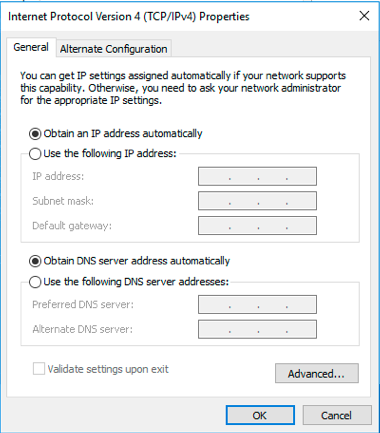 Internet Protocol Version 4 (TCP/IPv4) Properties
General
Alternate Configuration
You can get IP settings assigned automatically if your network supports
this capability. Otherwise, you need to ask your network administrator
for the appropriate IP settings.
Obtain an IP address automatically
Use the following IP address:
IP address:
Subnet mask:
Default gateway:
Obtain DNS server address automatically
Use the following DNS server addresses:
Preferred DNS server:
Alternate DNS server:
Validate settings upon exit
Advanced...
OK
Cancel